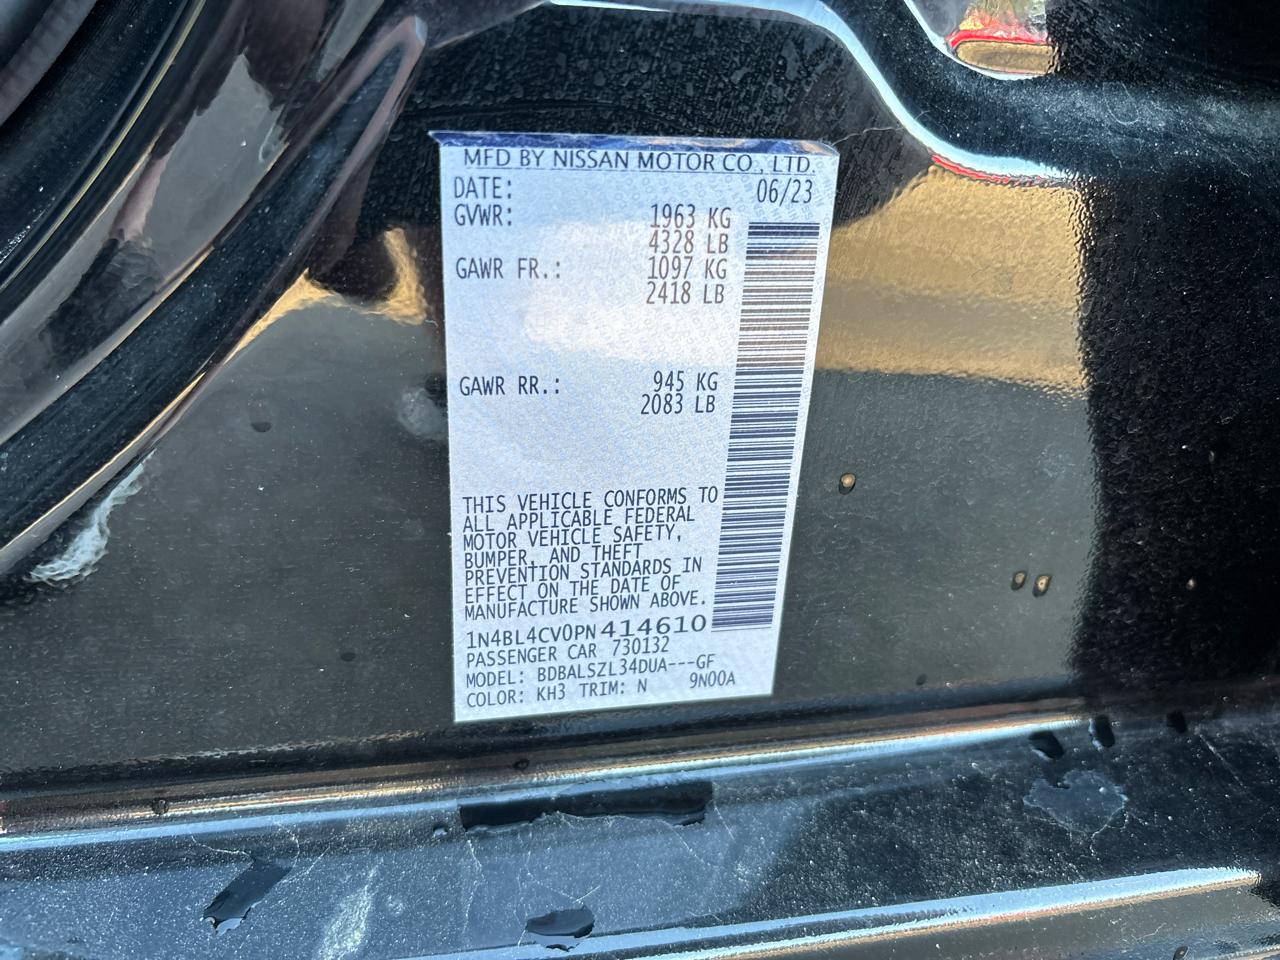 MFD BY NISSAN MOTOR CO., LTD.
DATE: 06/23
GVWR: 1963 KG
4328 LB
GAWR FR.: 1097 KG
2418 LB
GAWR RR.: 945 KG
2083 LB
THIS VEHICLE CONFORMS TO
ALL APPLICABLE FEDERAL
MOTOR VEHICLE SAFETY,
BUMPER, AND THEFT
PREVENTION STANDARDS IN
EFFECT ON THE DATE OF
MANUFACTURE SHOWN ABOVE.
1N4BL4CV0PN414610
PASSENGER CAR 730132
MODEL: BDBALSZL34DUA---GF
COLOR: KH3 TRIM: N 9N00A